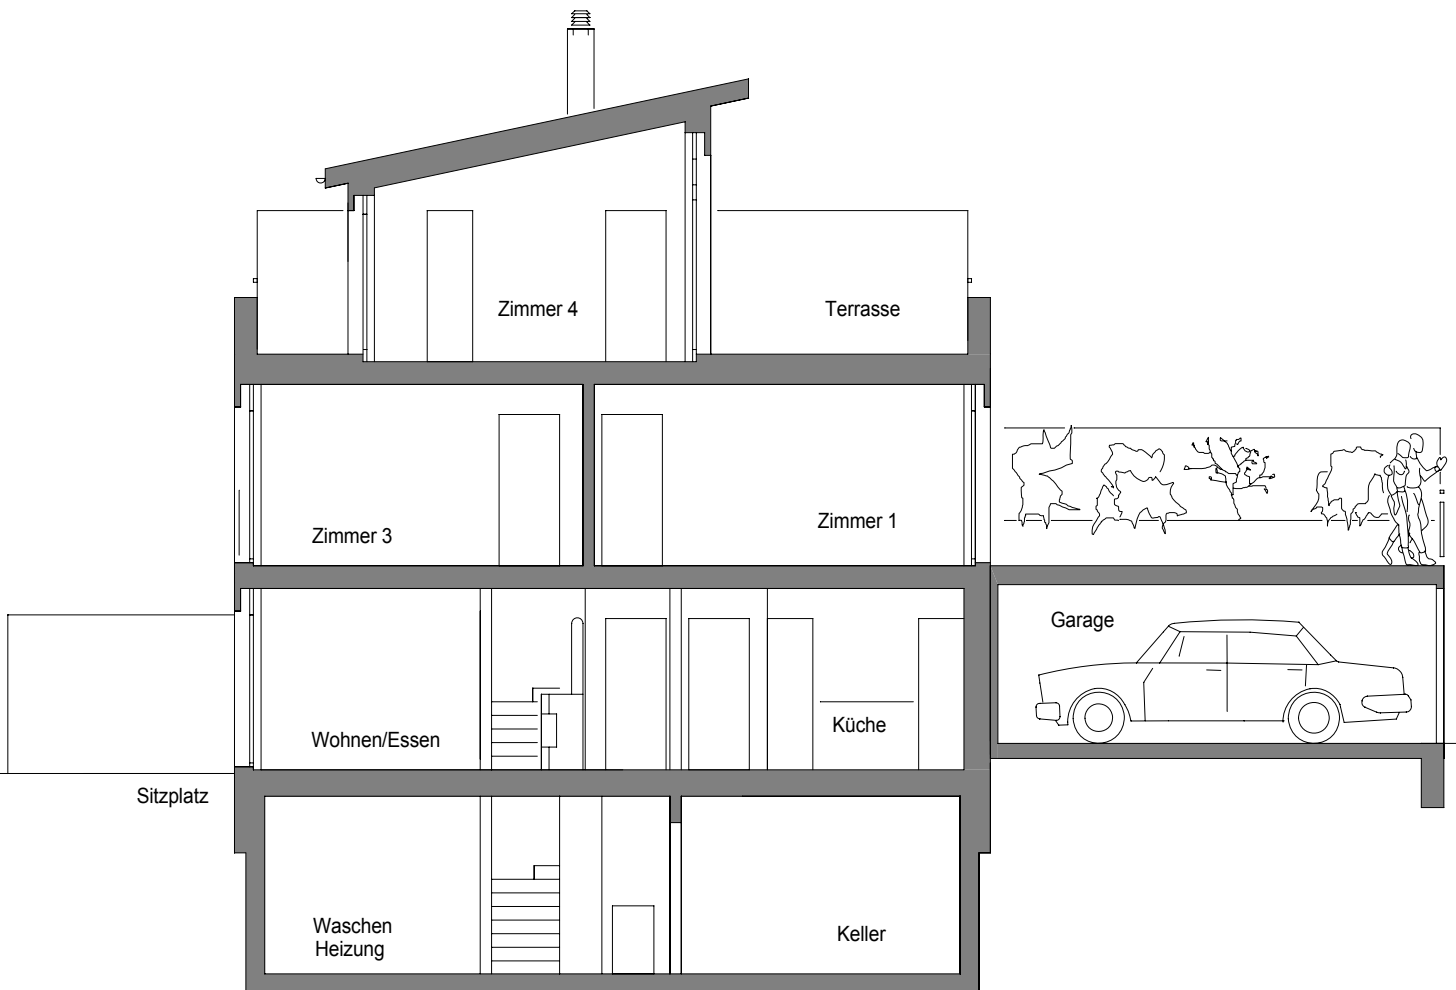 Zimmer 4
Terrasse
Zimmer 3
Zimmer 1
Garage
Wohnen/Essen
Küche
Sitzplatz
Waschen
Heizung
Keller